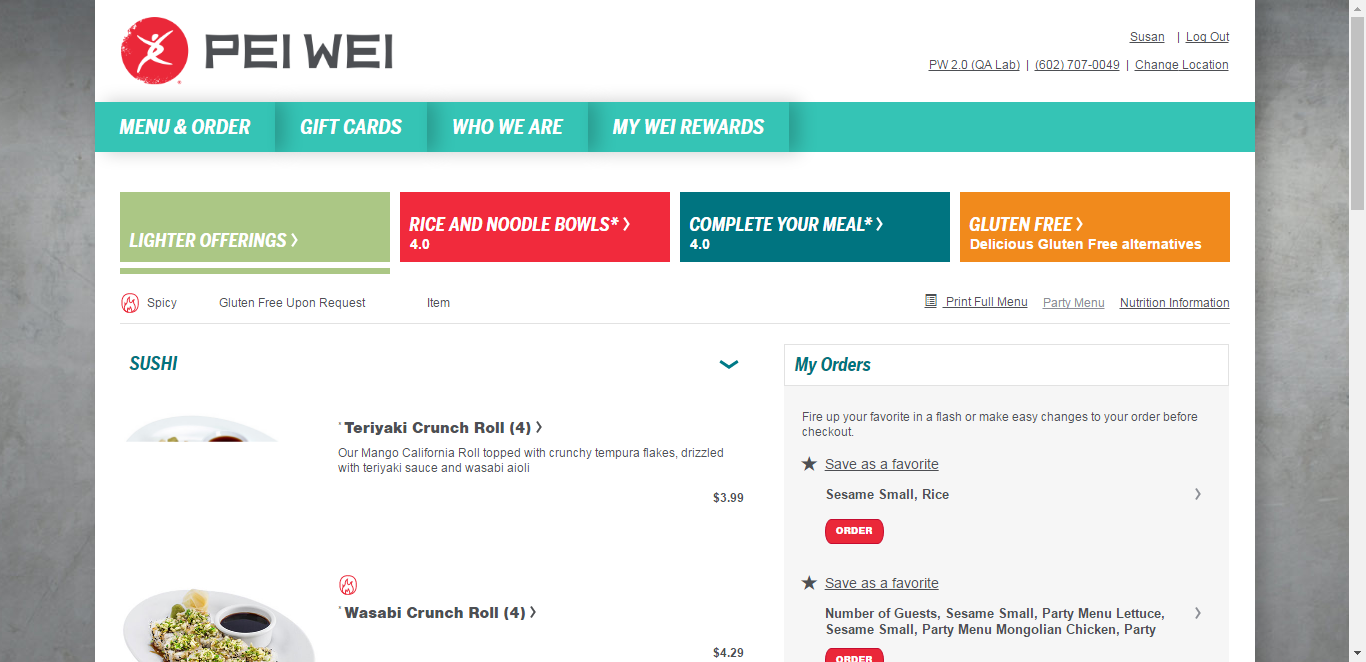 PEI WEI
Susan | Log Out
PW 2.0 (QA Lab) | (602) 707-0049 | Change Location
MENU & ORDER
GIFT CARDS
WHO WE ARE
MY WEI REWARDS
LIGHTER OFFERINGS >
RICE AND NOODLE BOWLS* >
4.0
COMPLETE YOUR MEAL* >
4.0
GLUTEN FREE >
Delicious Gluten Free alternatives
Spicy
Gluten Free Upon Request
Item
Print Full Menu
Party Menu
Nutrition Information
SUSHI
* Teriyaki Crunch Roll (4) >
Our Mango California Roll topped with crunchy tempura flakes, drizzled
with teriyaki sauce and wasabi aioli
$3.99
* Wasabi Crunch Roll (4) >
$4.29
My Orders
Fire up your favorite in a flash or make easy changes to your order before
checkout.
★ Save as a favorite
Sesame Small, Rice >
ORDER
★ Save as a favorite
Number of Guests, Sesame Small, Party Menu Lettuce, >
Sesame Small, Party Menu Mongolian Chicken, Party
ORDER